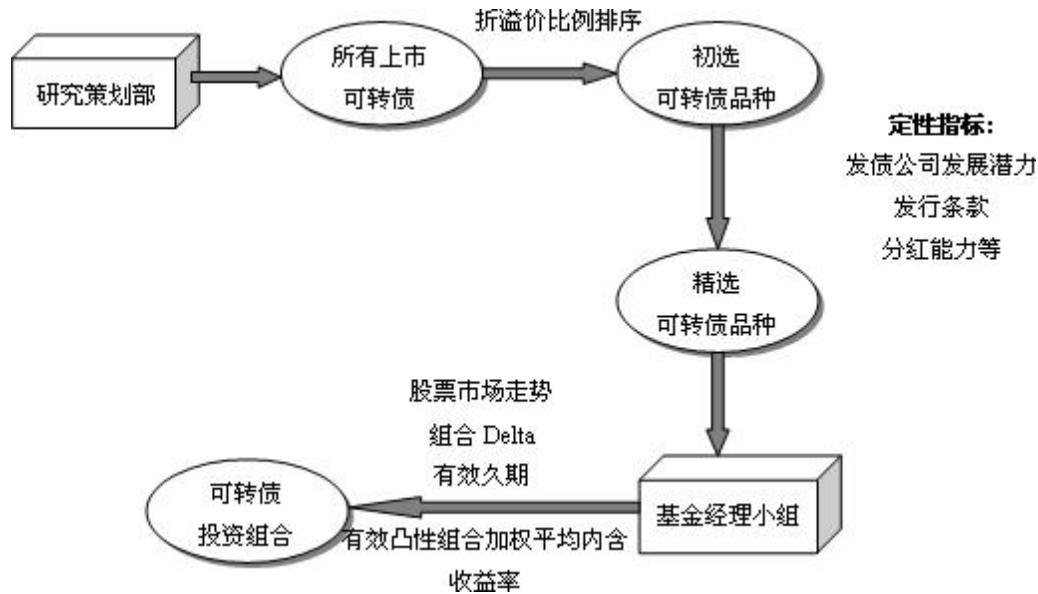 折溢价比例排序
研究策划部
所有上市
可转债
初选
可转债品种
定性指标:
发债公司发展潜力
发行条款
分红能力等
精选
可转债品种
股票市场走势
组合 Delta
有效久期
可转债
投资组合
基金经理小组
有效凸性组合加权平均内含
收益率